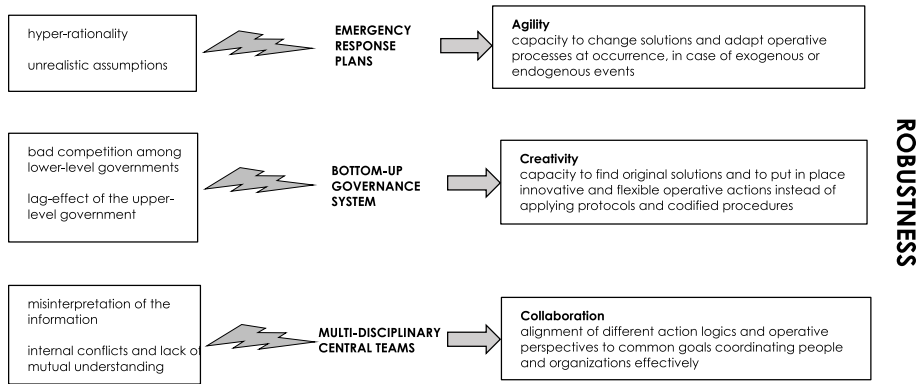 hyper-rationality
unrealistic assumptions
EMERGENCY
RESPONSE
PLANS
Agility
capacity to change solutions and adapt operative
processes at occurrence, in case of exogenous or
endogenous events
bad competition among
lower-level governments
lag-effect of the upper-
level government
BOTTOM-UP
GOVERNANCE
SYSTEM
Creativity
capacity to find original solutions and to put in place
innovative and flexible operative actions instead of
applying protocols and codified procedures
misinterpretation of the
information
internal conflicts and lack of
mutual understanding
MULTI-DISCIPLINARY
CENTRAL TEAMS
Collaboration
alignment of different action logics and operative
perspectives to common goals coordinating people
and organizations effectively
ROBUSTNESS